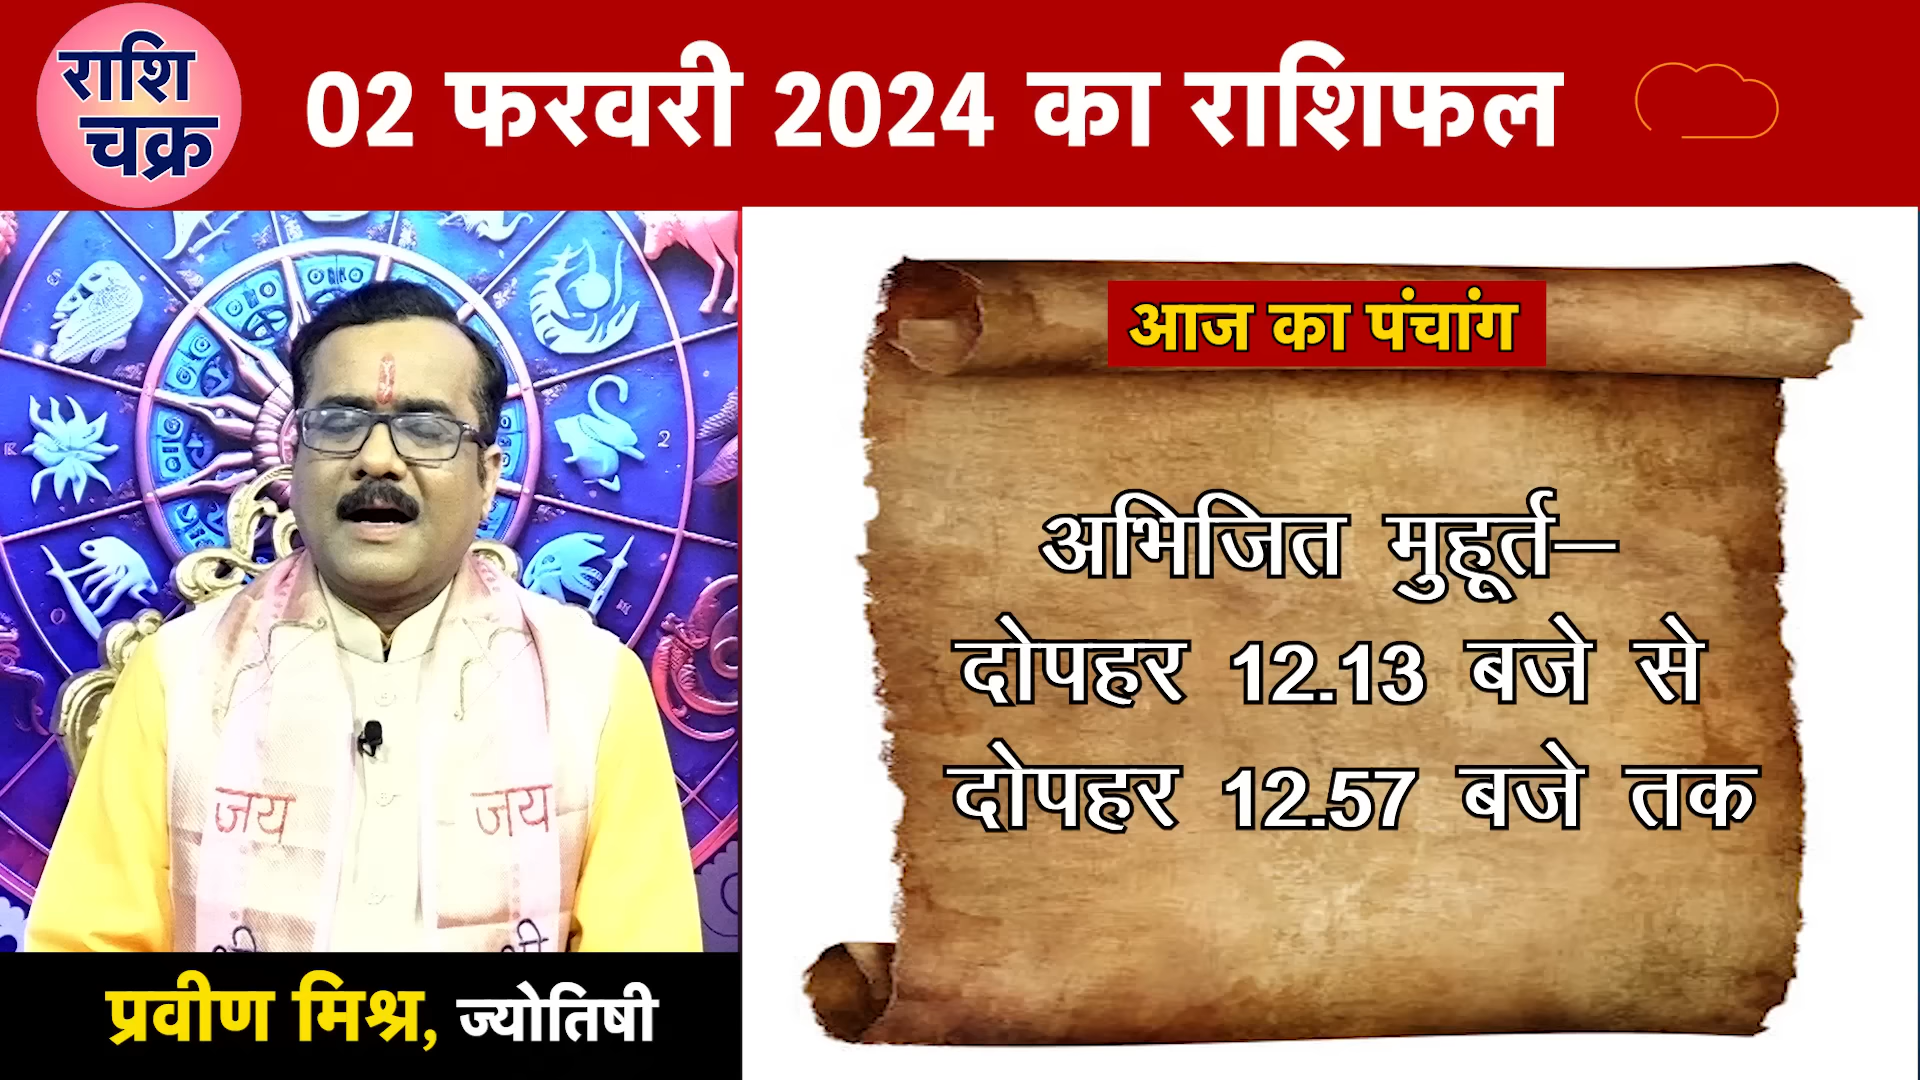 राशि
चक्र
02 फरवरी 2024 का राशिफल
आज का पंचांग
अभिजित मुहूर्त–
दोपहर 12.13 बजे से
दोपहर 12.57 बजे तक
जय जय
प्रवीण मिश्र, ज्योतिषी